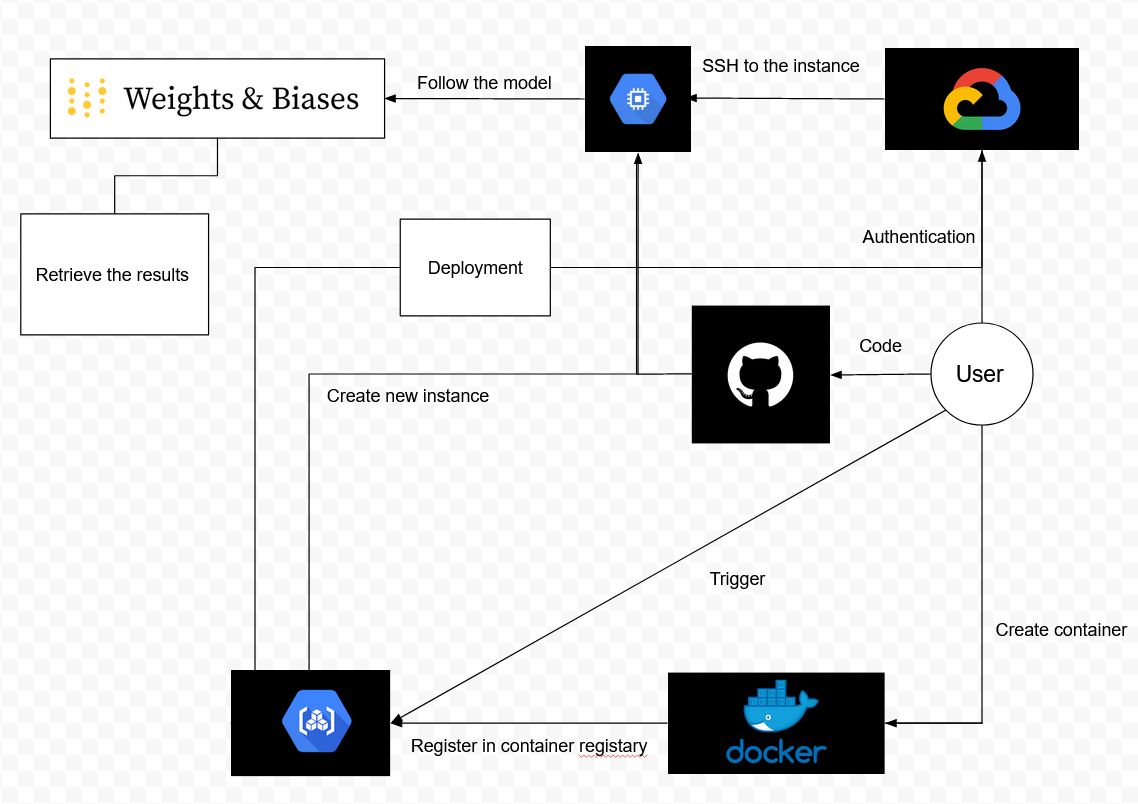 Weights & Biases
Follow the model
SSH to the instance
Retrieve the results
Deployment
Authentication
Code
User
Create new instance
Trigger
Create container
Register in container registary
docker